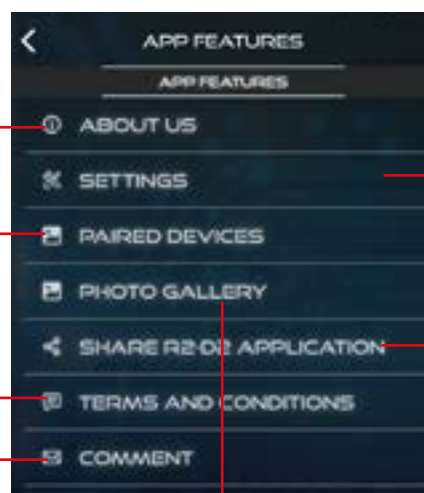 APP FEATURES
APP FEATURES
ABOUT US
SETTINGS
PAIRED DEVICES
PHOTO GALLERY
SHARE R2-D2 APPLICATION
TERMS AND CONDITIONS
COMMENT